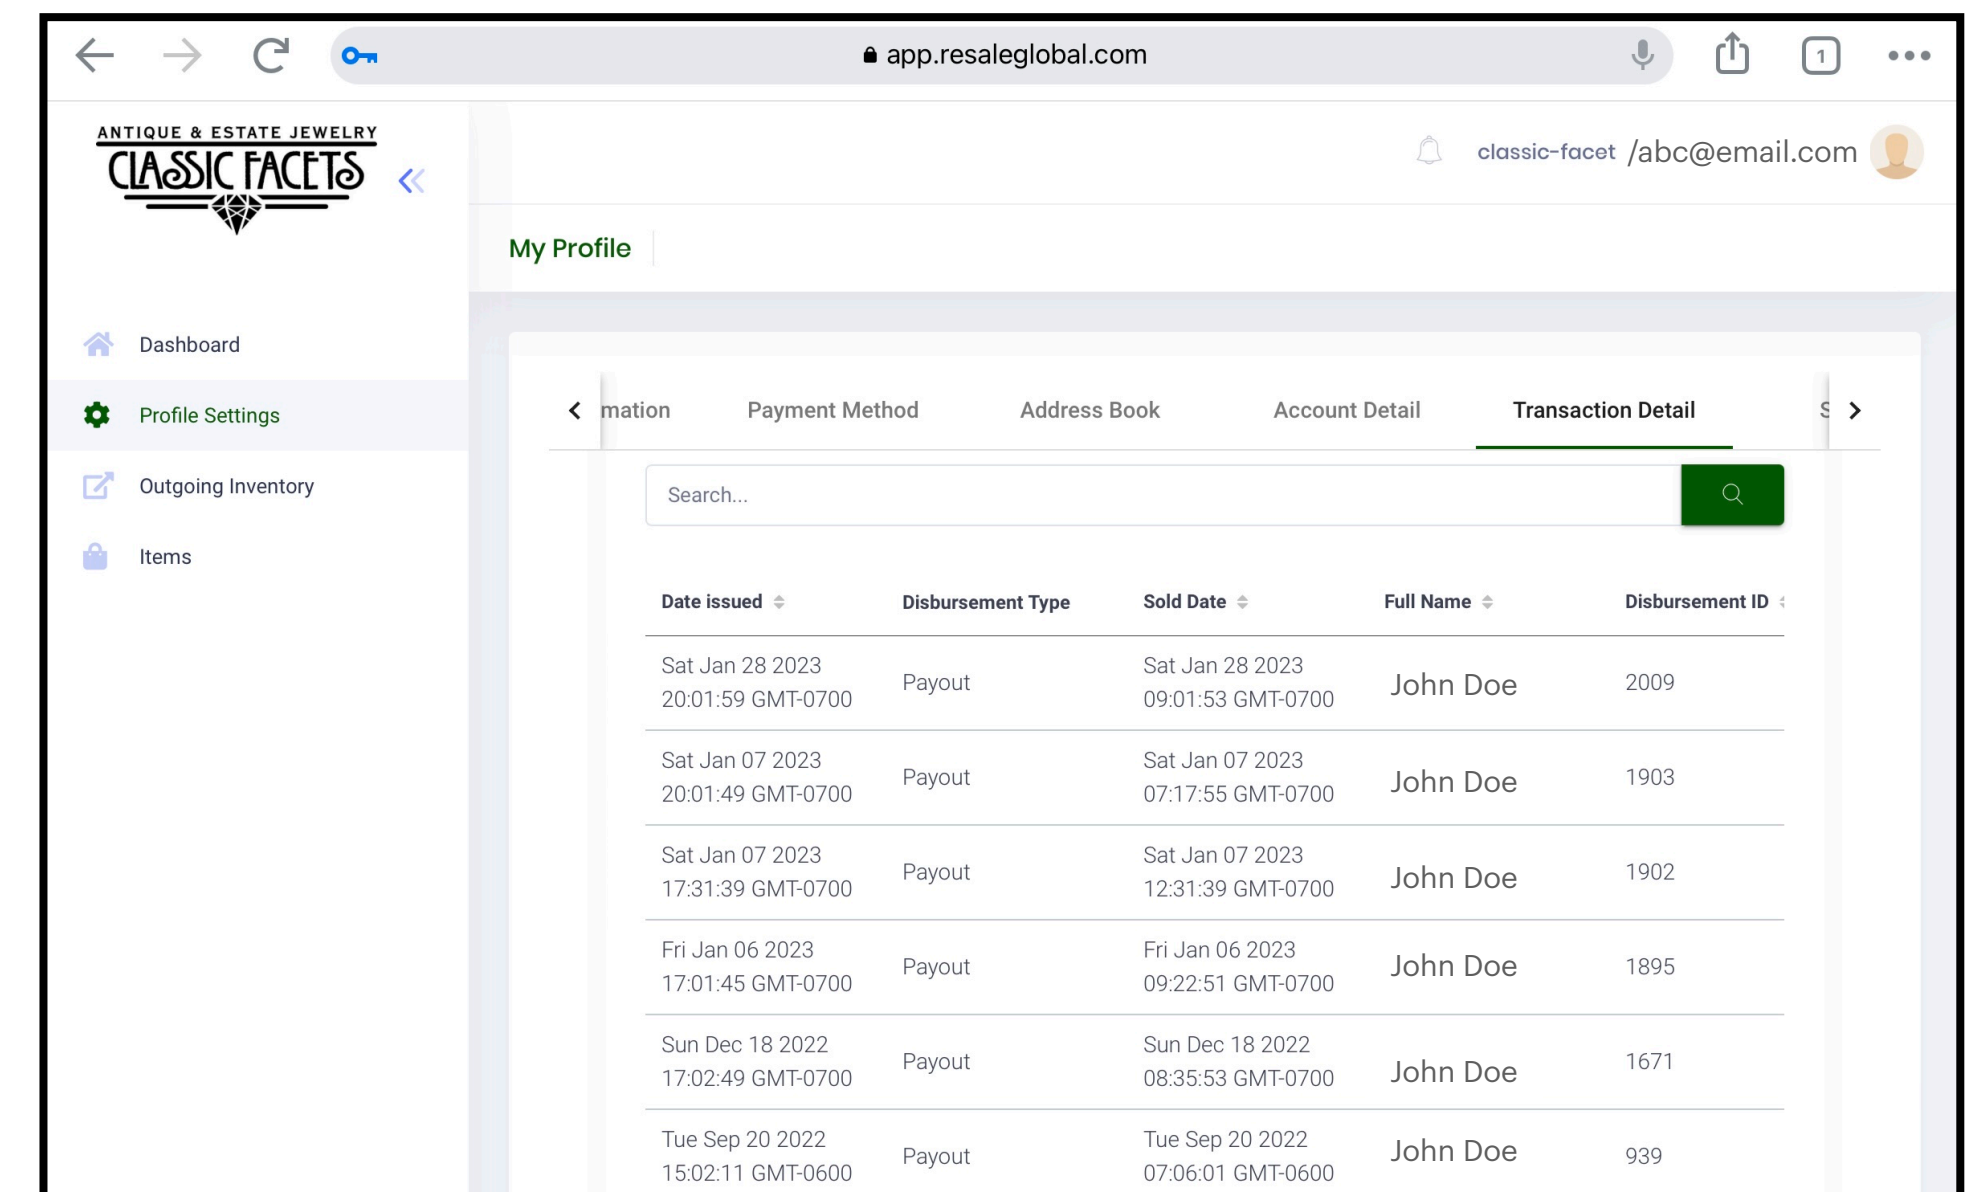 app.resaleglobal.com
1
ANTIQUE & ESTATE JEWELRY
CLASSIC FACETS
classic-facet /abc@email.com
My Profile
Dashboard
Profile Settings
Outgoing Inventory
Items
mation Payment Method Address Book Account Detail Transaction Detail S
Search...
Date issued Disbursement Type Sold Date Full Name Disbursement ID
Sat Jan 28 2023
20:01:59 GMT-0700
Payout
Sat Jan 28 2023
09:01:53 GMT-0700
John Doe
2009
Sat Jan 07 2023
20:01:49 GMT-0700
Payout
Sat Jan 07 2023
07:17:55 GMT-0700
John Doe
1903
Sat Jan 07 2023
17:31:39 GMT-0700
Payout
Sat Jan 07 2023
12:31:39 GMT-0700
John Doe
1902
Fri Jan 06 2023
17:01:45 GMT-0700
Payout
Fri Jan 06 2023
09:22:51 GMT-0700
John Doe
1895
Sun Dec 18 2022
17:02:49 GMT-0700
Payout
Sun Dec 18 2022
08:35:53 GMT-0700
John Doe
1671
Tue Sep 20 2022
15:02:11 GMT-0600
Payout
Tue Sep 20 2022
07:06:01 GMT-0600
John Doe
939